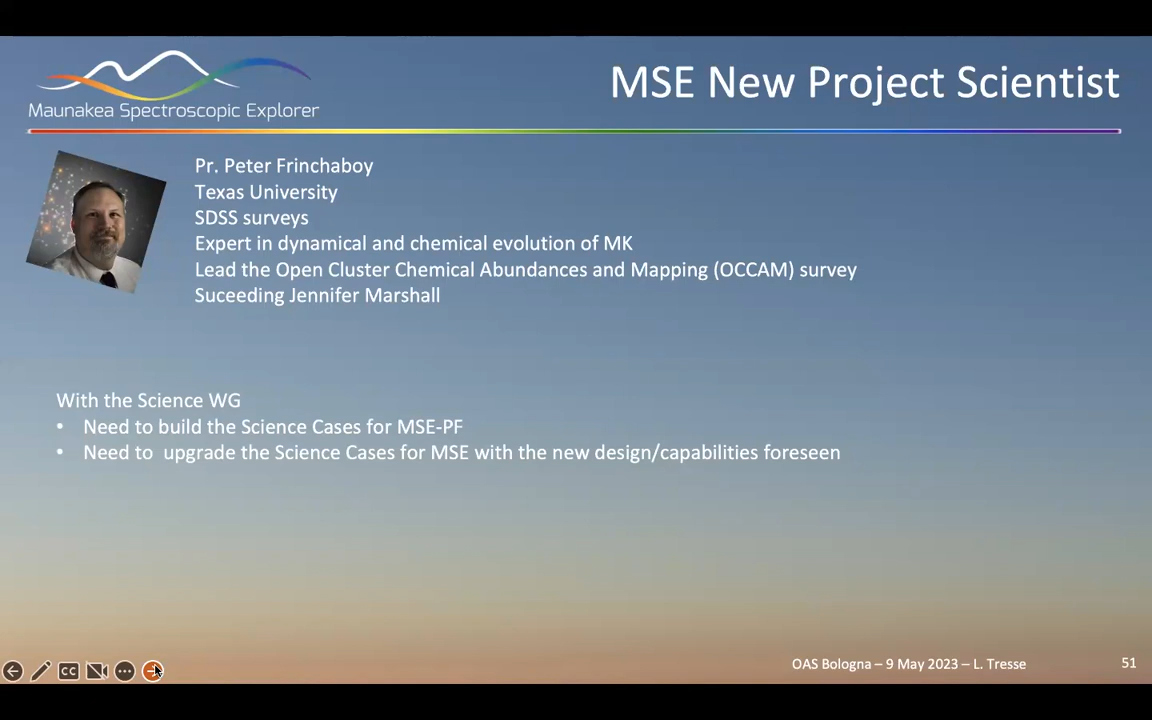 Maunakea Spectroscopic Explorer
MSE New Project Scientist
Pr. Peter Frinchaboy
Texas University
SDSS surveys
Expert in dynamical and chemical evolution of MK
Lead the Open Cluster Chemical Abundances and Mapping (OCCAM) survey
Suceeding Jennifer Marshall
With the Science WG
• Need to build the Science Cases for MSE-PF
• Need to  upgrade the Science Cases for MSE with the new design/capabilities foreseen
CC
OAS Bologna – 9 May 2023 – L. Tresse
51